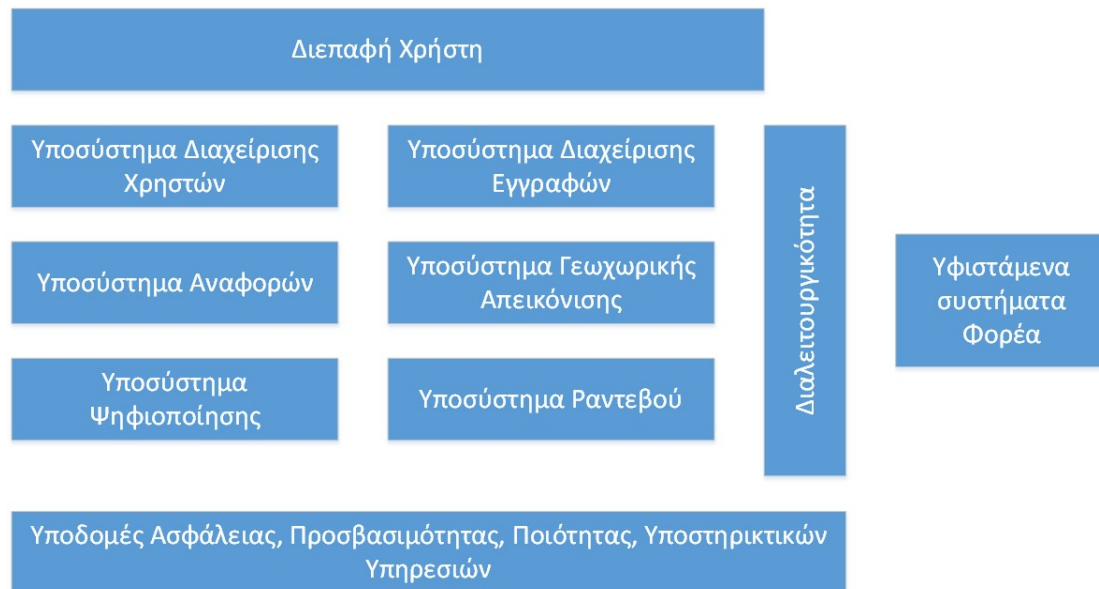 Διεπαφή Χρήστη
Υποσύστημα Διαχείρισης
Χρηστών
Υποσύστημα Διαχείρισης
Εγγραφών
Υποσύστημα Αναφορών
Υποσύστημα Γεωχωρικής
Απεικόνισης
Υποσύστημα
Ψηφιοποίησης
Υποσύστημα Ραντεβού
Διαλειτουργικότητα
Υφιστάμενα
συστήματα
Φορέα
Υποδομές Ασφάλειας, Προσβασιμότητας, Ποιότητας, Υποστηρικτικών
Υπηρεσιών